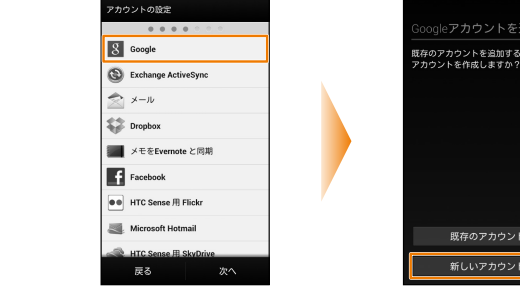 アカウントの設定
Google
Exchange ActiveSync
メール
Dropbox
メモをEvernote と同期
Facebook
HTC Sense 用 Flickr
Microsoft Hotmail
HTC Sense 用 SkyDrive
戻る
次へ
Googleアカウントを
既存のアカウントを追加する
アカウントを作成しますか?
既存のアカウン
新しいアカウン